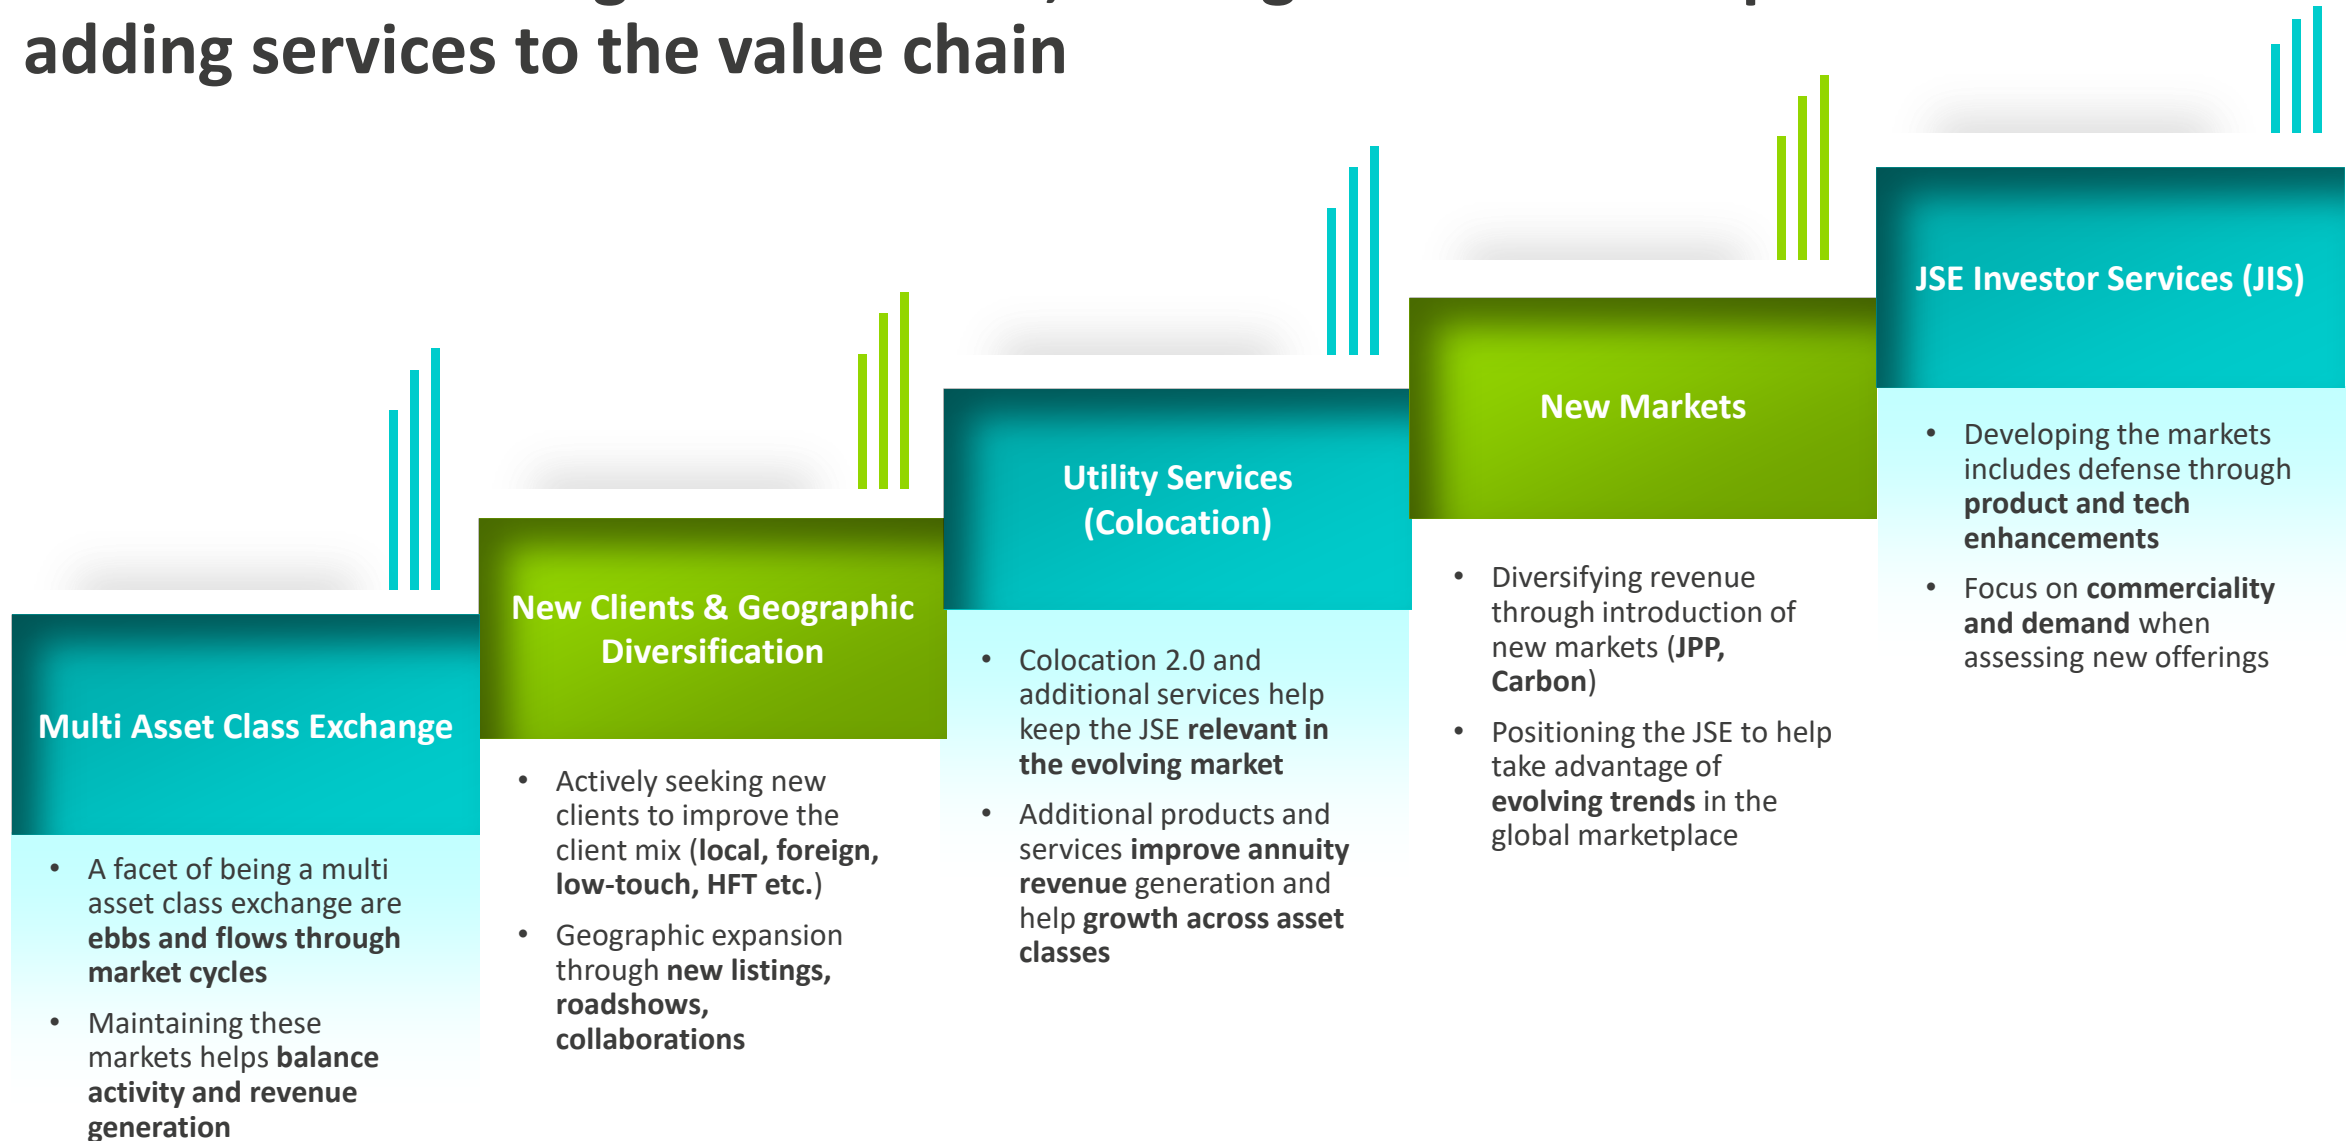 adding services to the value chain
Multi Asset Class Exchange
• A facet of being a multi
asset class exchange are
ebbs and flows through
market cycles
• Maintaining these
markets helps balance
activity and revenue
generation
New Clients & Geographic
Diversification
• Actively seeking new
clients to improve the
client mix (local, foreign,
low-touch, HFT etc.)
• Geographic expansion
through new listings,
roadshows,
collaborations
Utility Services
(Colocation)
• Colocation 2.0 and
additional services help
keep the JSE relevant in
the evolving market
• Additional products and
services improve annuity
revenue generation and
help growth across asset
classes
New Markets
• Diversifying revenue
through introduction of
new markets (JPP,
Carbon)
• Positioning the JSE to help
take advantage of
evolving trends in the
global marketplace
JSE Investor Services (JIS)
• Developing the markets
includes defense through
product and tech
enhancements
• Focus on commerciality
and demand when
assessing new offerings